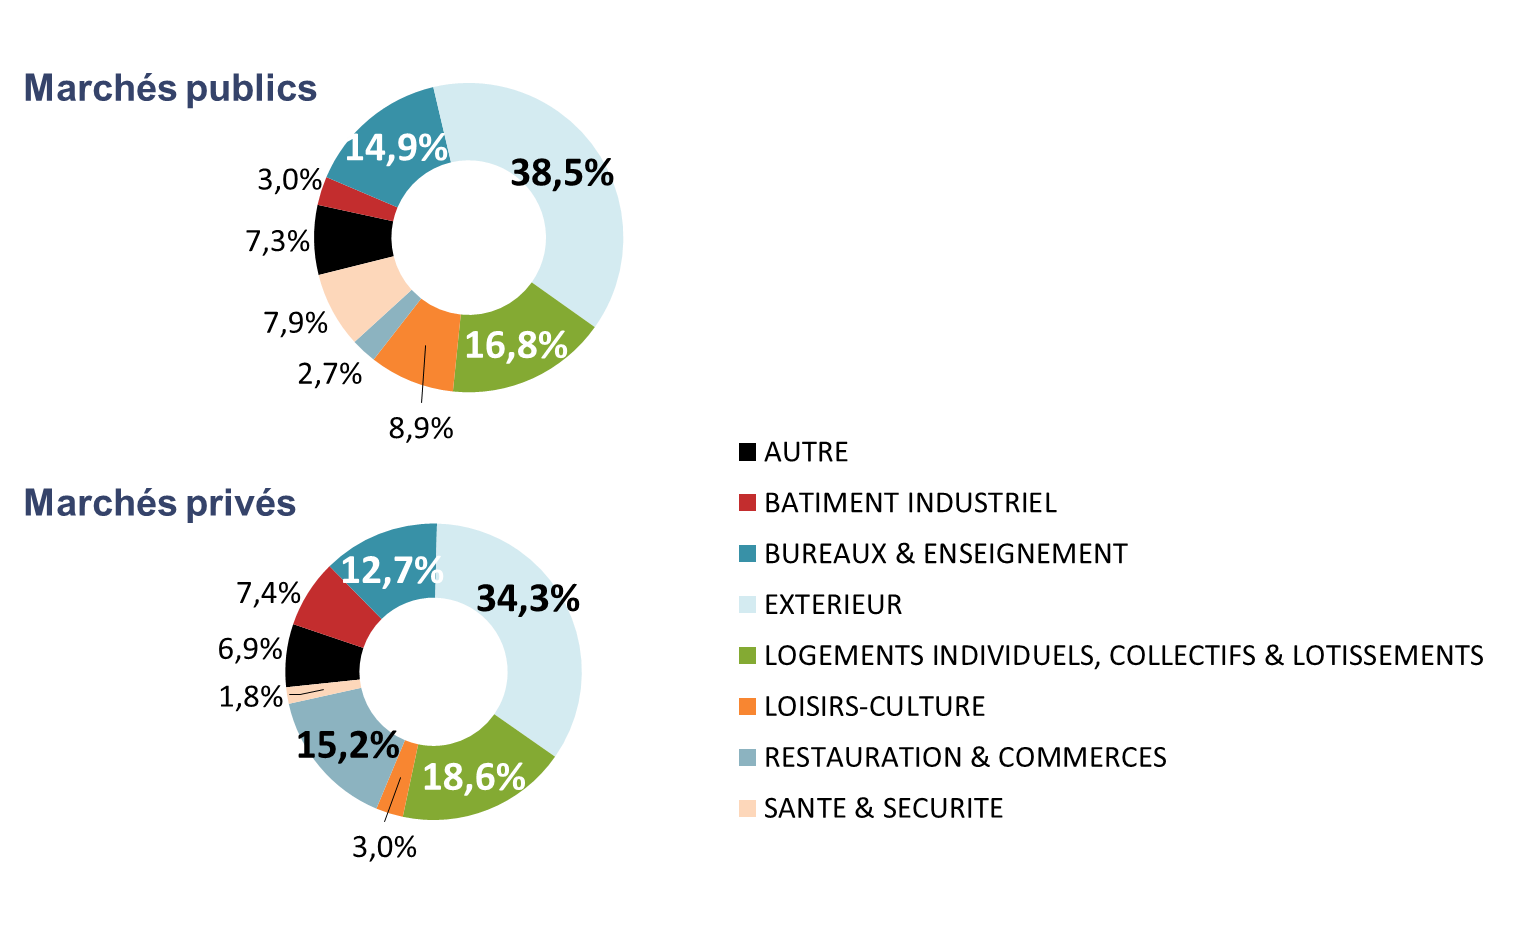 Marchés publics
14,9%
38,5%
3,0%
7,3%
7,9%
2,7%
8,9%
16,8%
Marchés privés
12,7%
34,3%
7,4%
6,9%
1,8%
15,2%
3,0%
18,6%
AUTRE
BATIMENT INDUSTRIEL
BUREAUX & ENSEIGNEMENT
EXTERIEUR
LOGEMENTS INDIVIDUELS, COLLECTIFS & LOTISSEMENTS
LOISIRS-CULTURE
RESTAURATION & COMMERCES
SANTE & SECURITE